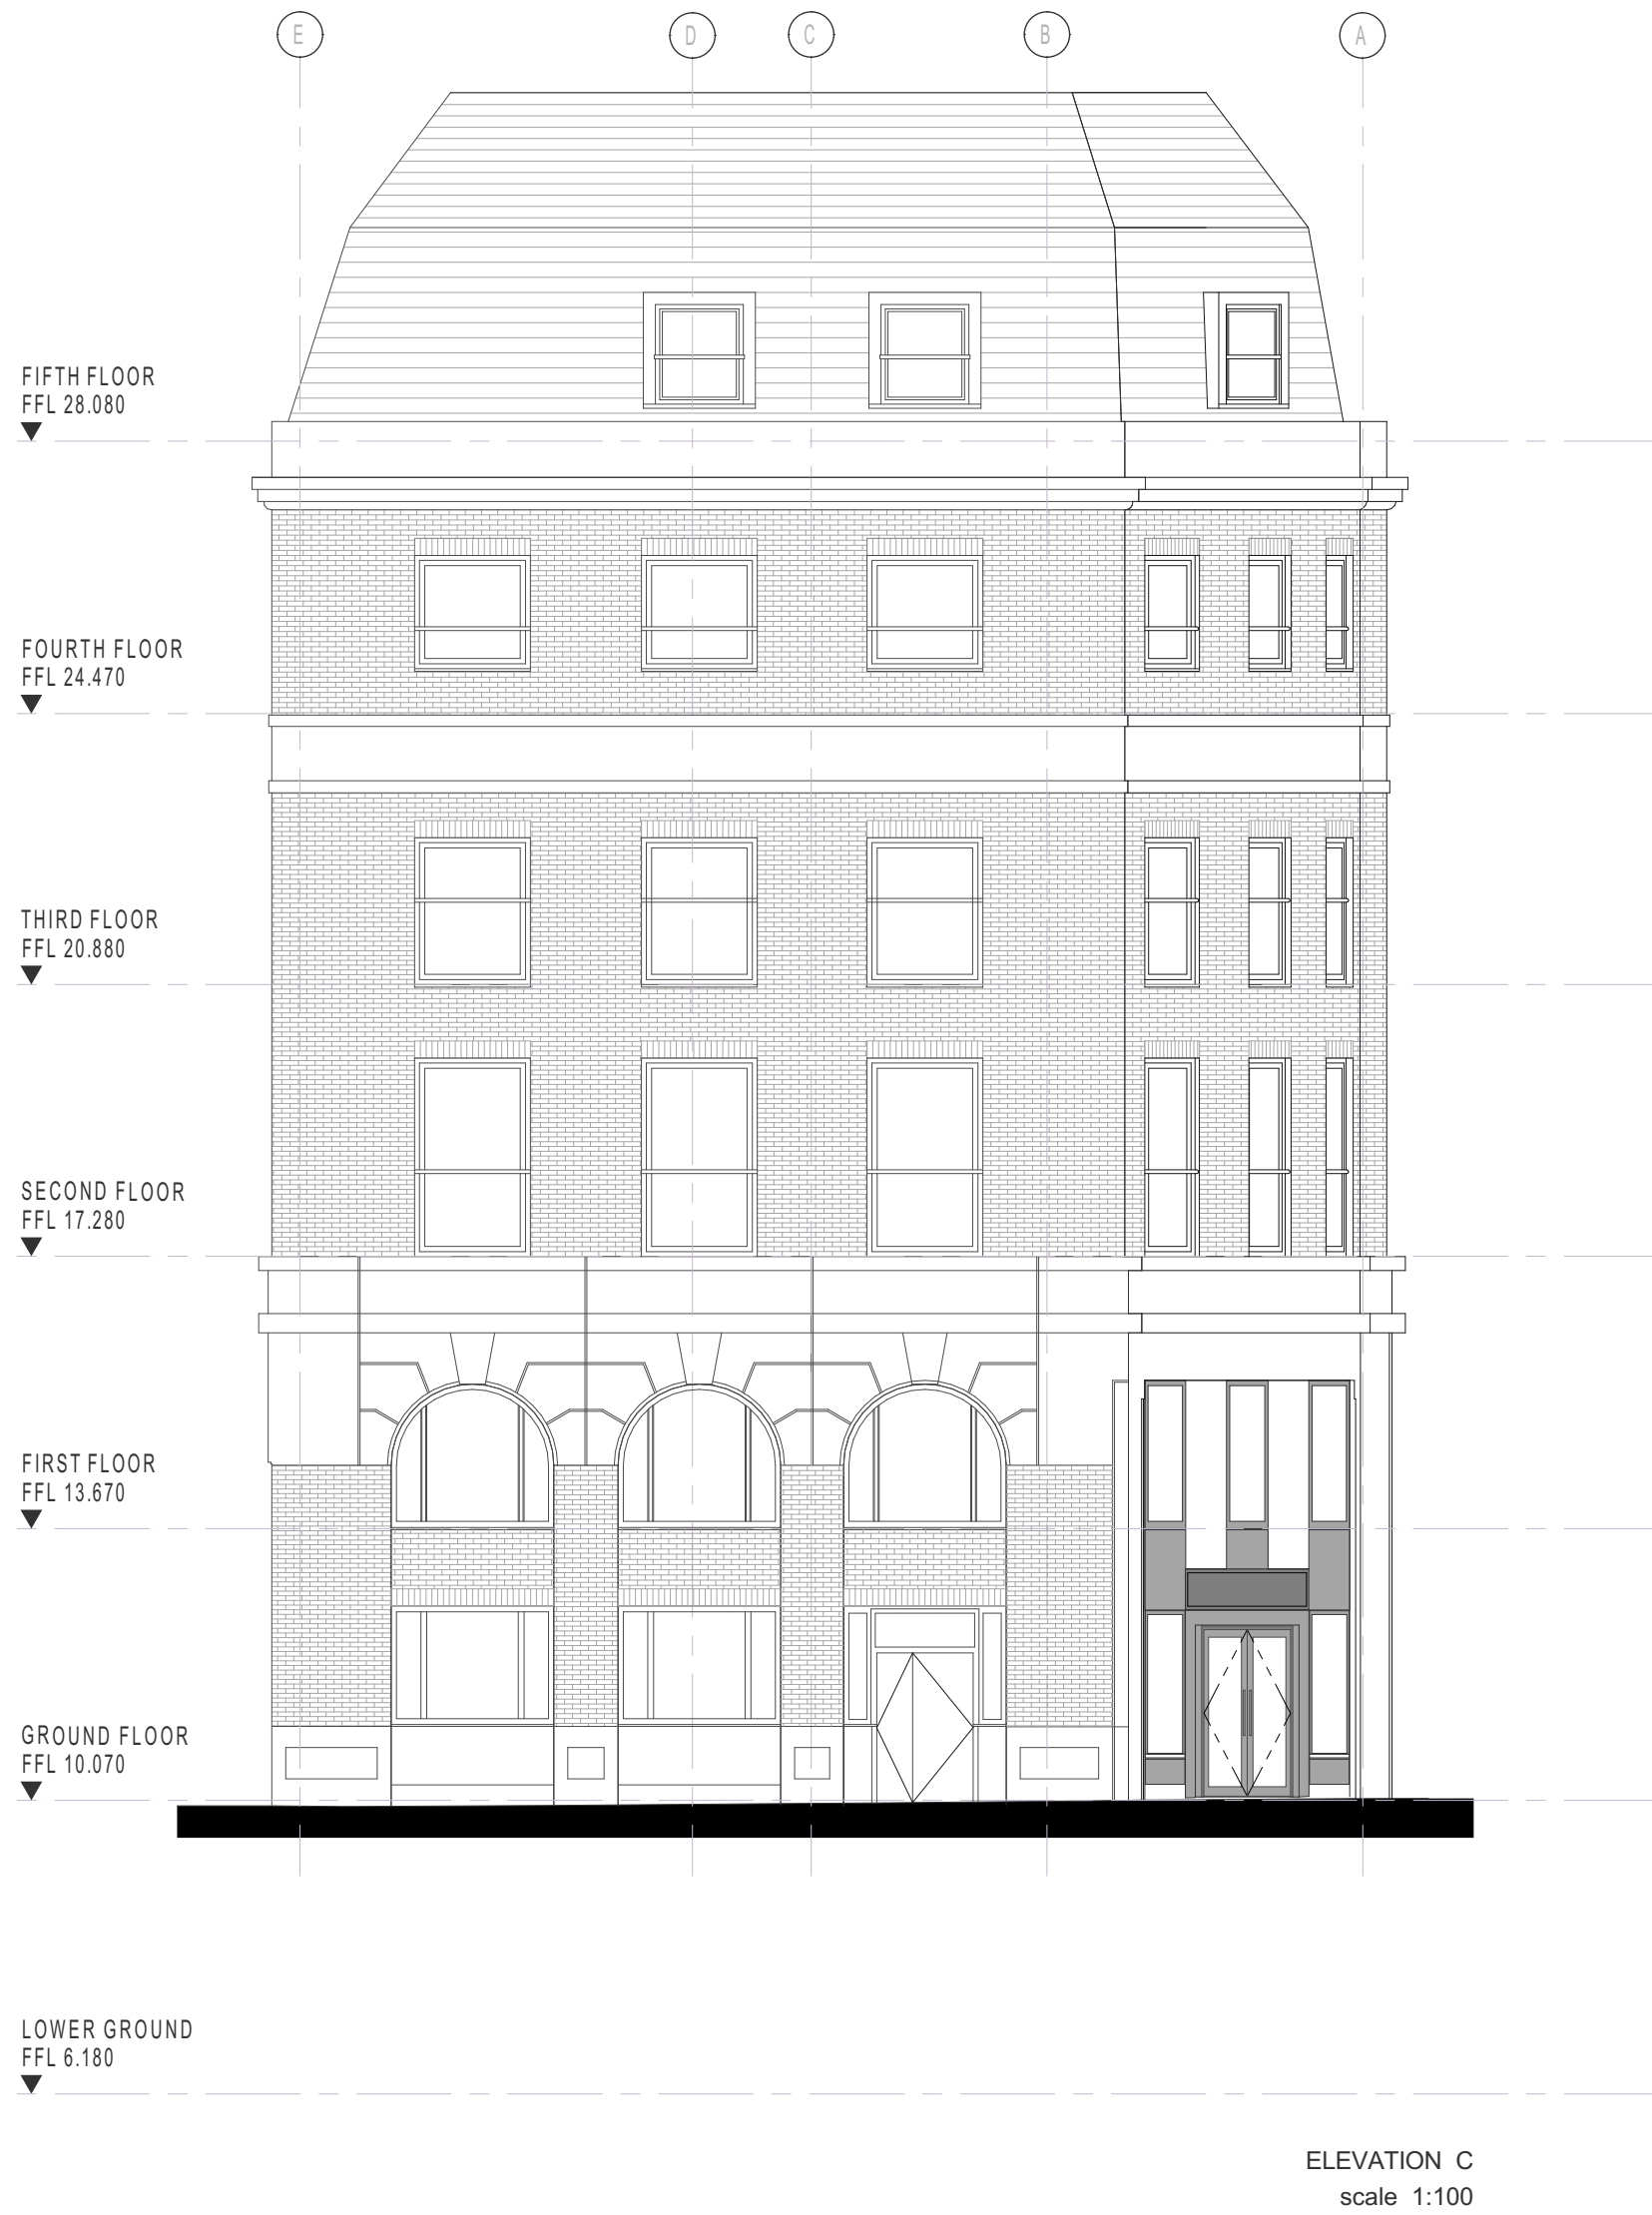 E D C B A
FIFTH FLOOR
FFL 28.080
FOURTH FLOOR
FFL 24.470
THIRD FLOOR
FFL 20.880
SECOND FLOOR
FFL 17.280
FIRST FLOOR
FFL 13.670
GROUND FLOOR
FFL 10.070
LOWER GROUND
FFL 6.180
ELEVATION C
scale 1:100